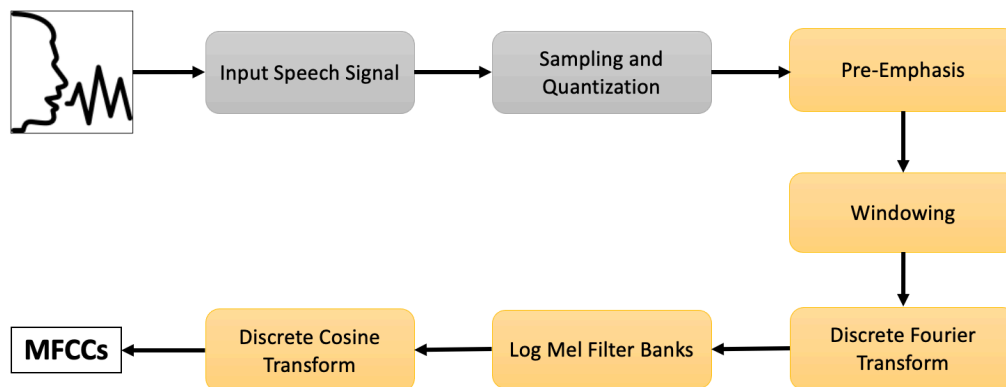 Input Speech Signal
Sampling and
Quantization
Pre-Emphasis
Windowing
Discrete Fourier
Transform
Log Mel Filter Banks
Discrete Cosine
Transform
MFCCs